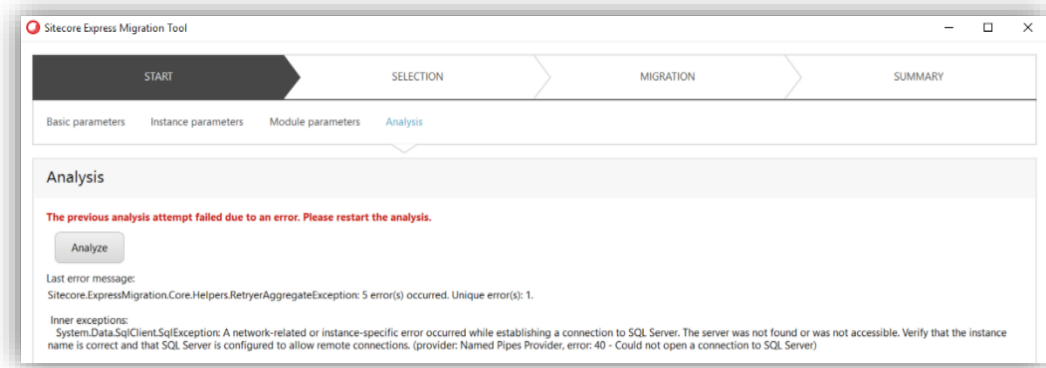 Sitecore Express Migration Tool
START SELECTION MIGRATION SUMMARY
Basic parameters Instance parameters Module parameters Analysis
Analysis
The previous analysis attempt failed due to an error. Please restart the analysis.
Analyze
Last error message:
Sitecore.ExpressMigration.Core.Helpers.RetryerAggregateException: 5 error(s) occurred. Unique error(s): 1.
Inner exceptions:
System.Data.SqlClient.SqlException: A network-related or instance-specific error occurred while establishing a connection to SQL Server. The server was not found or was not accessible. Verify that the instance
name is correct and that SQL Server is configured to allow remote connections. (provider: Named Pipes Provider, error: 40 - Could not open a connection to SQL Server)